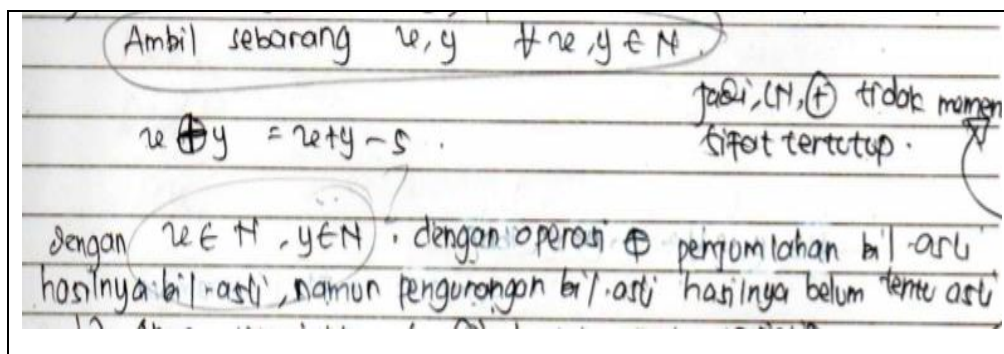 Ambil sebarang x, y ∀ x, y ∈ N.
Jadi, (N, ⊕) tidak memen
sifat tertutup.
x ⊕ y = x + y - 5.
dengan x ∈ N, y ∈ N. dengan operasi ⊕ penjumlahan bil. asli
hasilnya bil. asli, namun pengurangan bil. asli hasilnya belum tentu asli